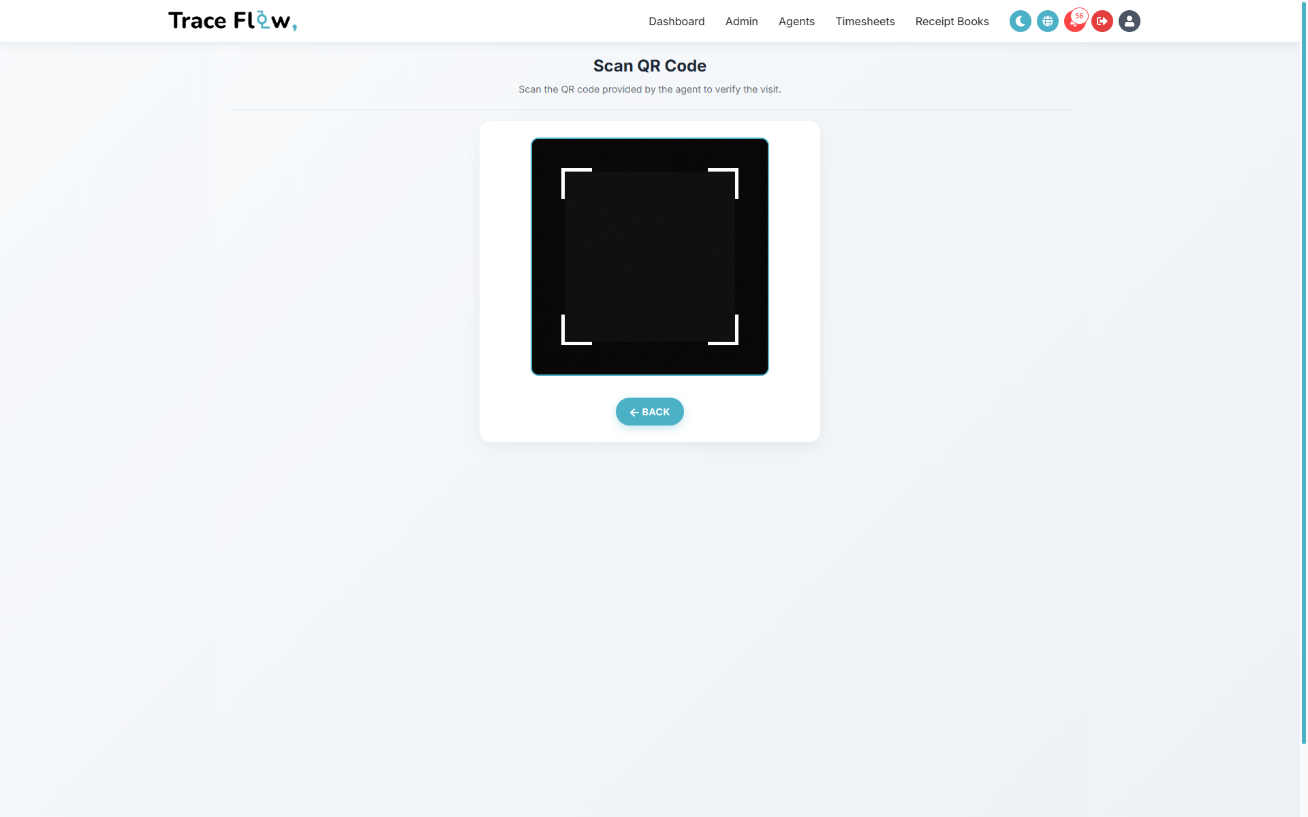 Trace Flow,
Dashboard
Admin
Agents
Timesheets
Receipt Books
56
Scan QR Code
Scan the QR code provided by the agent to verify the visit.
← BACK